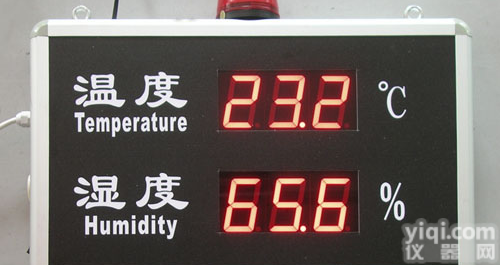 温度 23.2 ℃
Temperature
湿度 65.6 %
Humidity
yiqi.com
仪器网